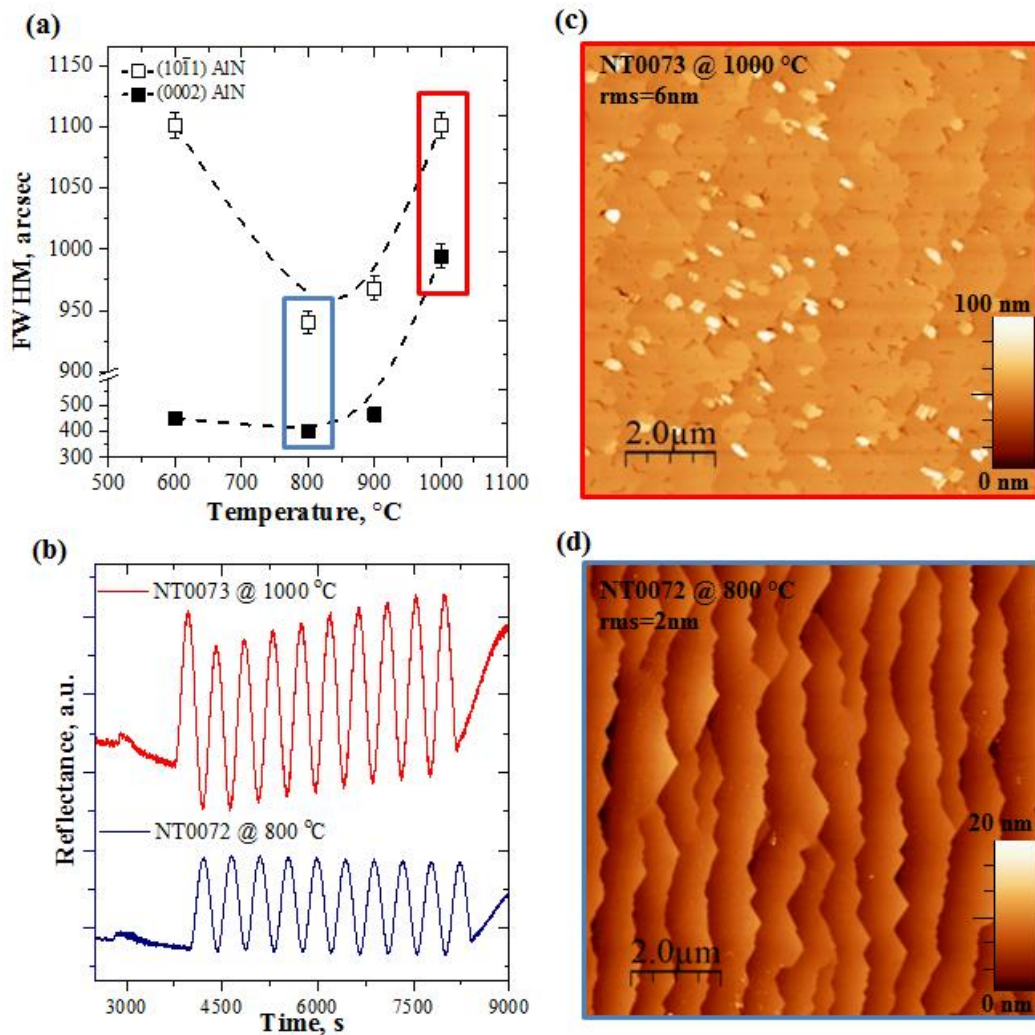 (a)
1150
1100
1050
1000
950
900
500
400
300
FWHM, arcsec
(101̄1) AlN
(0002) AlN
500 600 700 800 900 1000 1100
Temperature, °C
(b)
NT0073 @ 1000 °C
NT0072 @ 800 °C
Reflectance, a.u.
3000 4500 6000 7500 9000
Time, s
(c)
NT0073 @ 1000 °C
rms=6nm
2.0µm
100 nm
0 nm
(d)
NT0072 @ 800 °C
rms=2nm
2.0µm
20 nm
0 nm